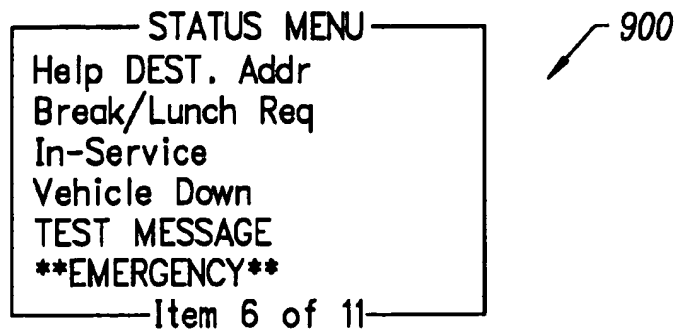 STATUS MENU
900
Help DEST. Addr
Break/Lunch Req
In-Service
Vehicle Down
TEST MESSAGE
**EMERGENCY**
Item 6 of 11